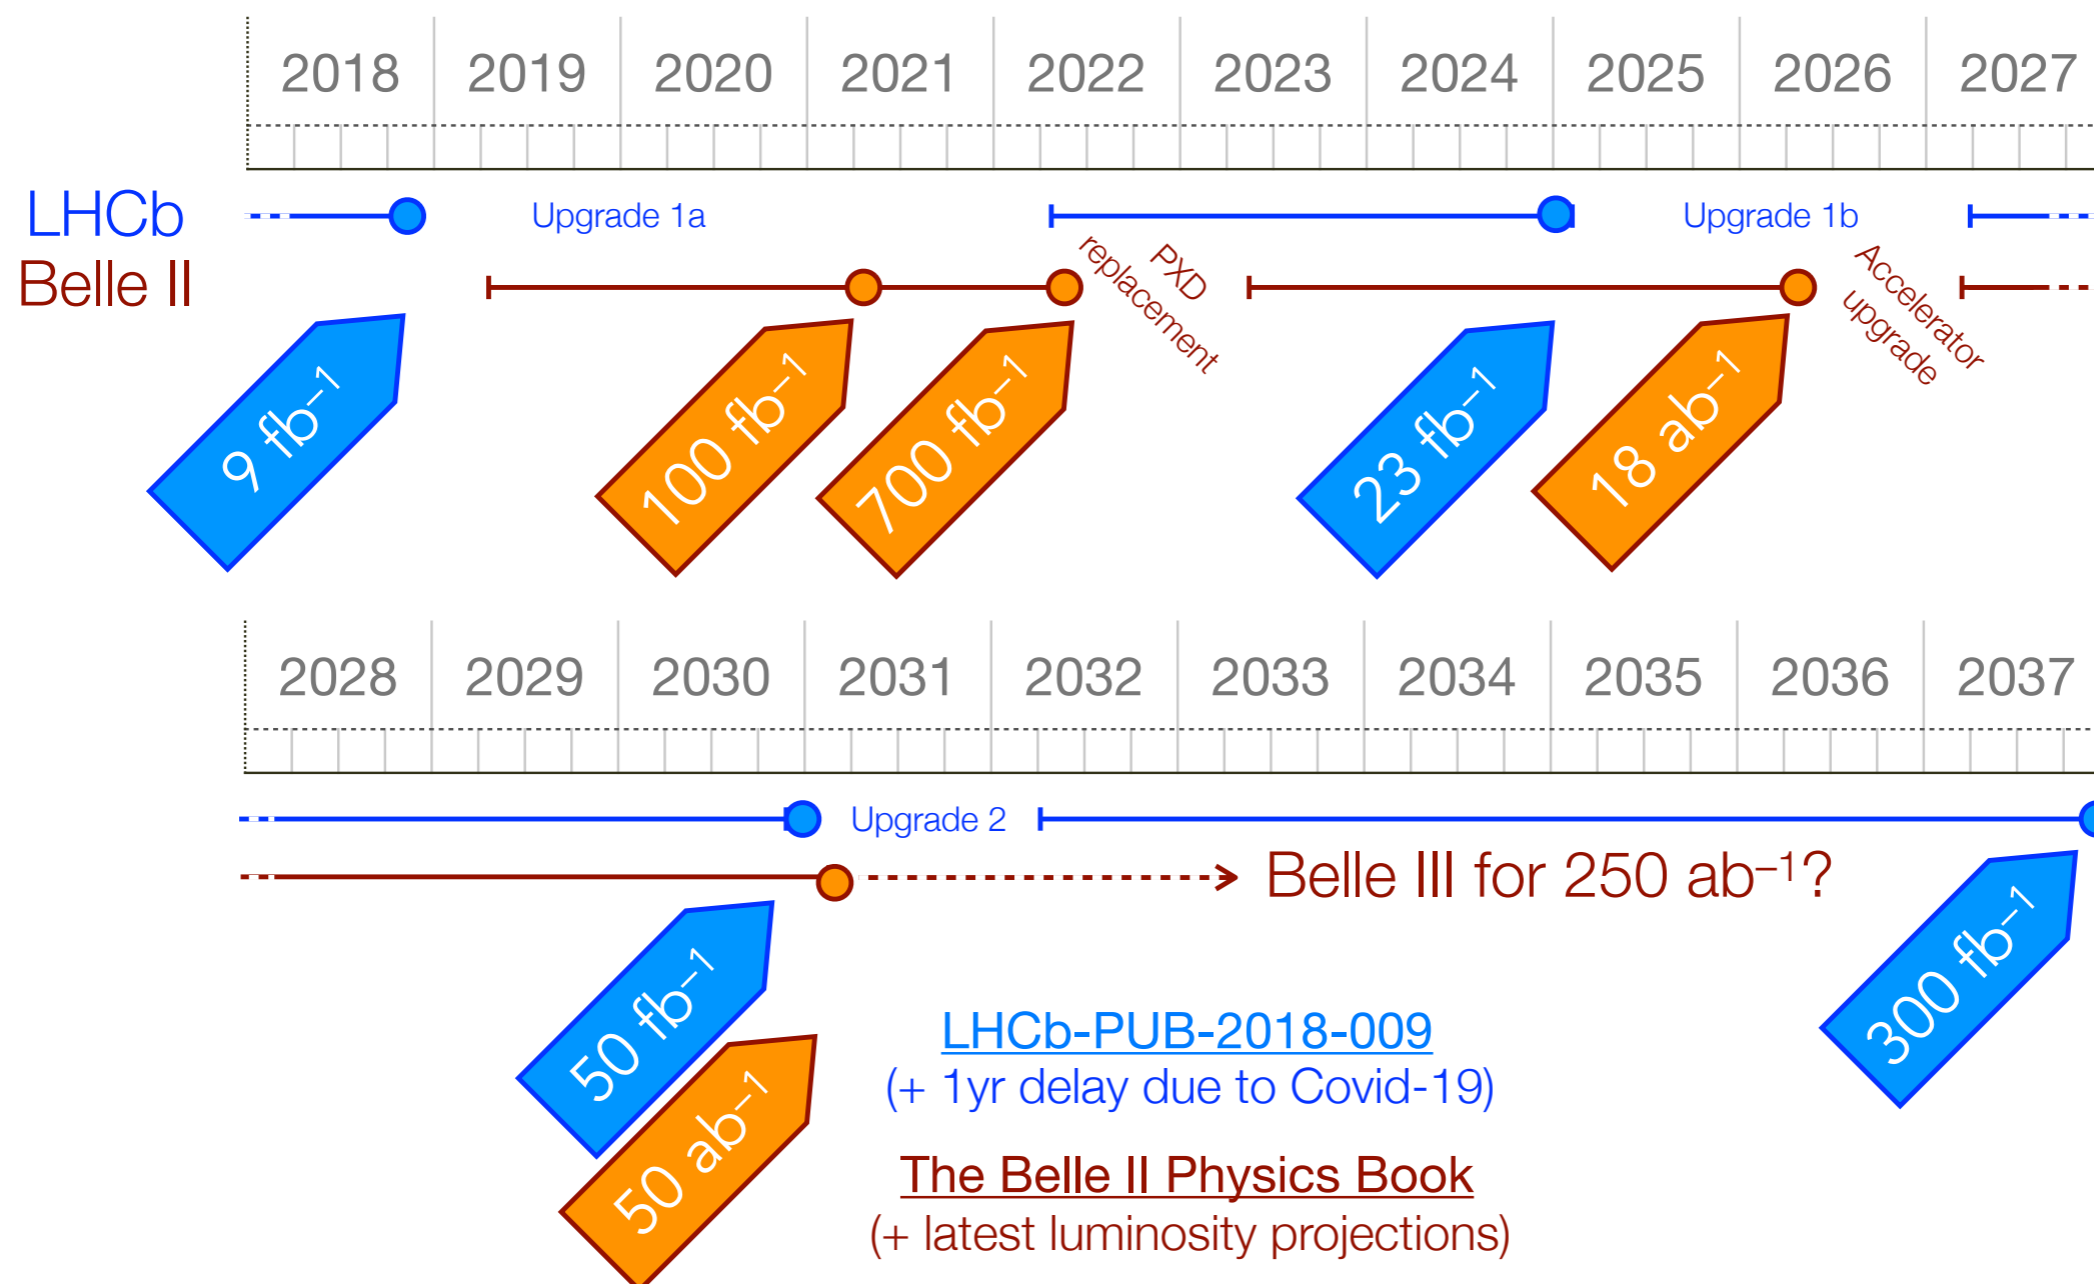 2018 2019 2020 2021 2022 2023 2024 2025 2026 2027
LHCb Upgrade 1a Upgrade 1b
Belle II
PXD
replacement
Accelerator
upgrade
9 fb⁻¹
100 fb⁻¹
700 fb⁻¹
23 fb⁻¹
18 ab⁻¹
2028 2029 2030 2031 2032 2033 2034 2035 2036 2037
Upgrade 2
Belle III for 250 ab⁻¹?
50 fb⁻¹
50 ab⁻¹
300 fb⁻¹
LHCb-PUB-2018-009
(+ 1yr delay due to Covid-19)
The Belle II Physics Book
(+ latest luminosity projections)